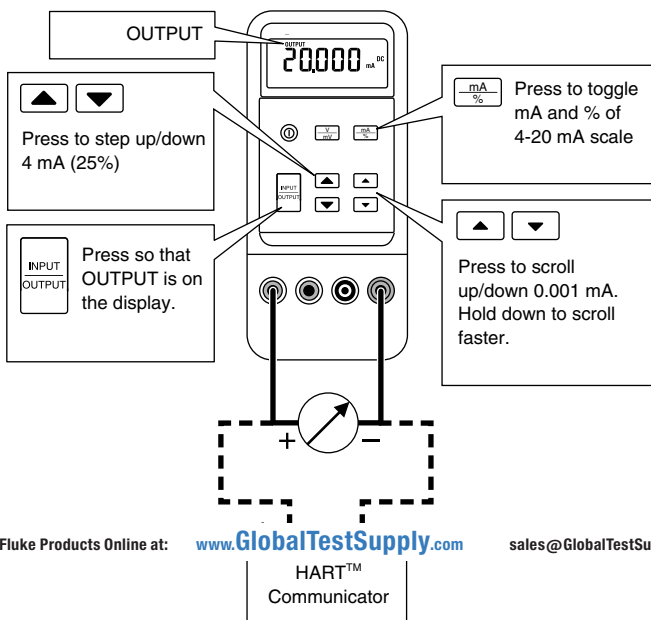 OUTPUT
OUTPUT
20.000 mA DC
Press to step up/down
4 mA (25%)
mA
%
Press to toggle
mA and % of
4-20 mA scale
V
mV
mA
%
INPUT
OUTPUT
INPUT
OUTPUT
Press so that
OUTPUT is on
the display.
Press to scroll
up/down 0.001 mA.
Hold down to scroll
faster.
+
–
Fluke Products Online at: www.GlobalTestSupply.com sales@GlobalTestSu
HART™
Communicator